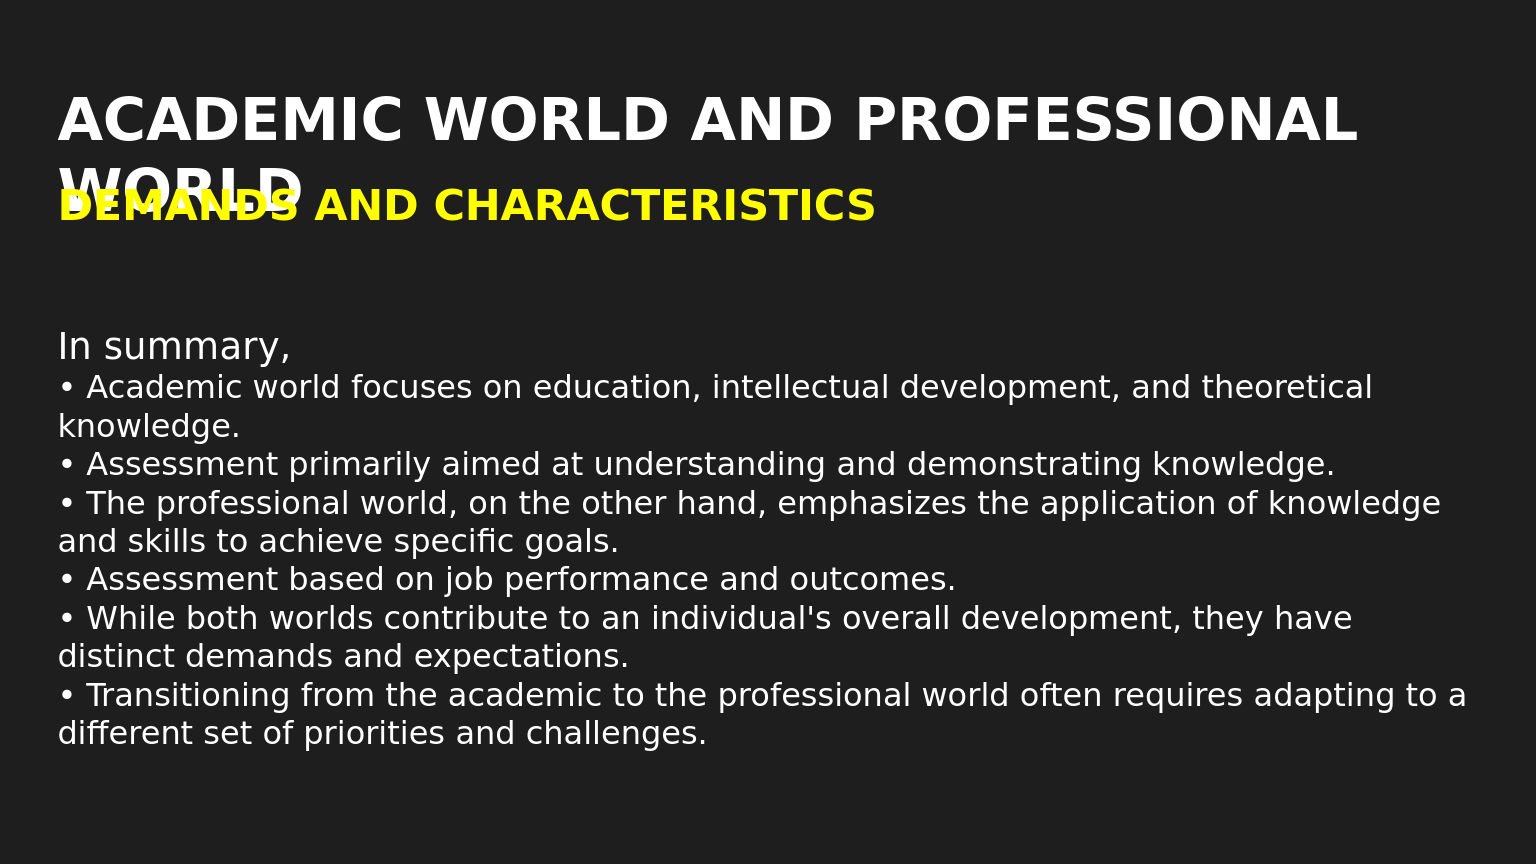 ACADEMIC WORLD AND PROFESSIONAL
WORLD
DEMANDS AND CHARACTERISTICS
In summary,
• Academic world focuses on education, intellectual development, and theoretical
knowledge.
• Assessment primarily aimed at understanding and demonstrating knowledge.
• The professional world, on the other hand, emphasizes the application of knowledge
and skills to achieve specific goals.
• Assessment based on job performance and outcomes.
• While both worlds contribute to an individual's overall development, they have
distinct demands and expectations.
• Transitioning from the academic to the professional world often requires adapting to a
different set of priorities and challenges.